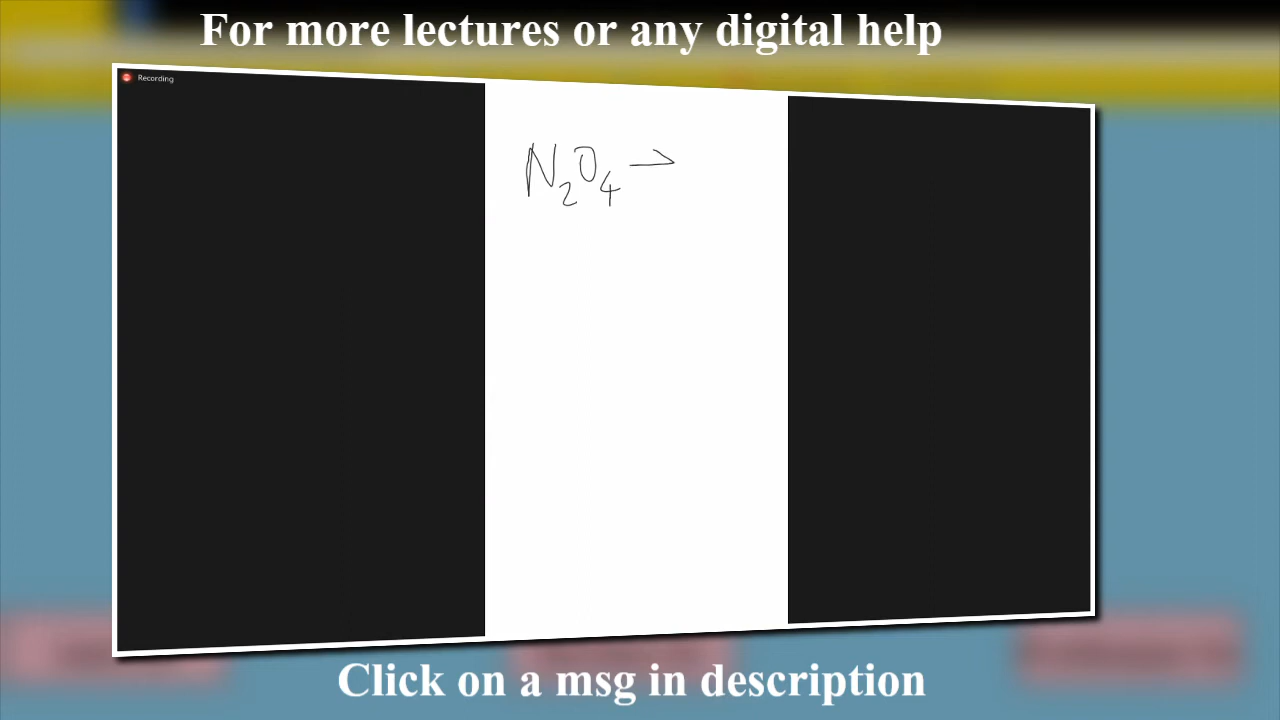 For more lectures or any digital help
Recording
N₂O₄ →
Click on a msg in description